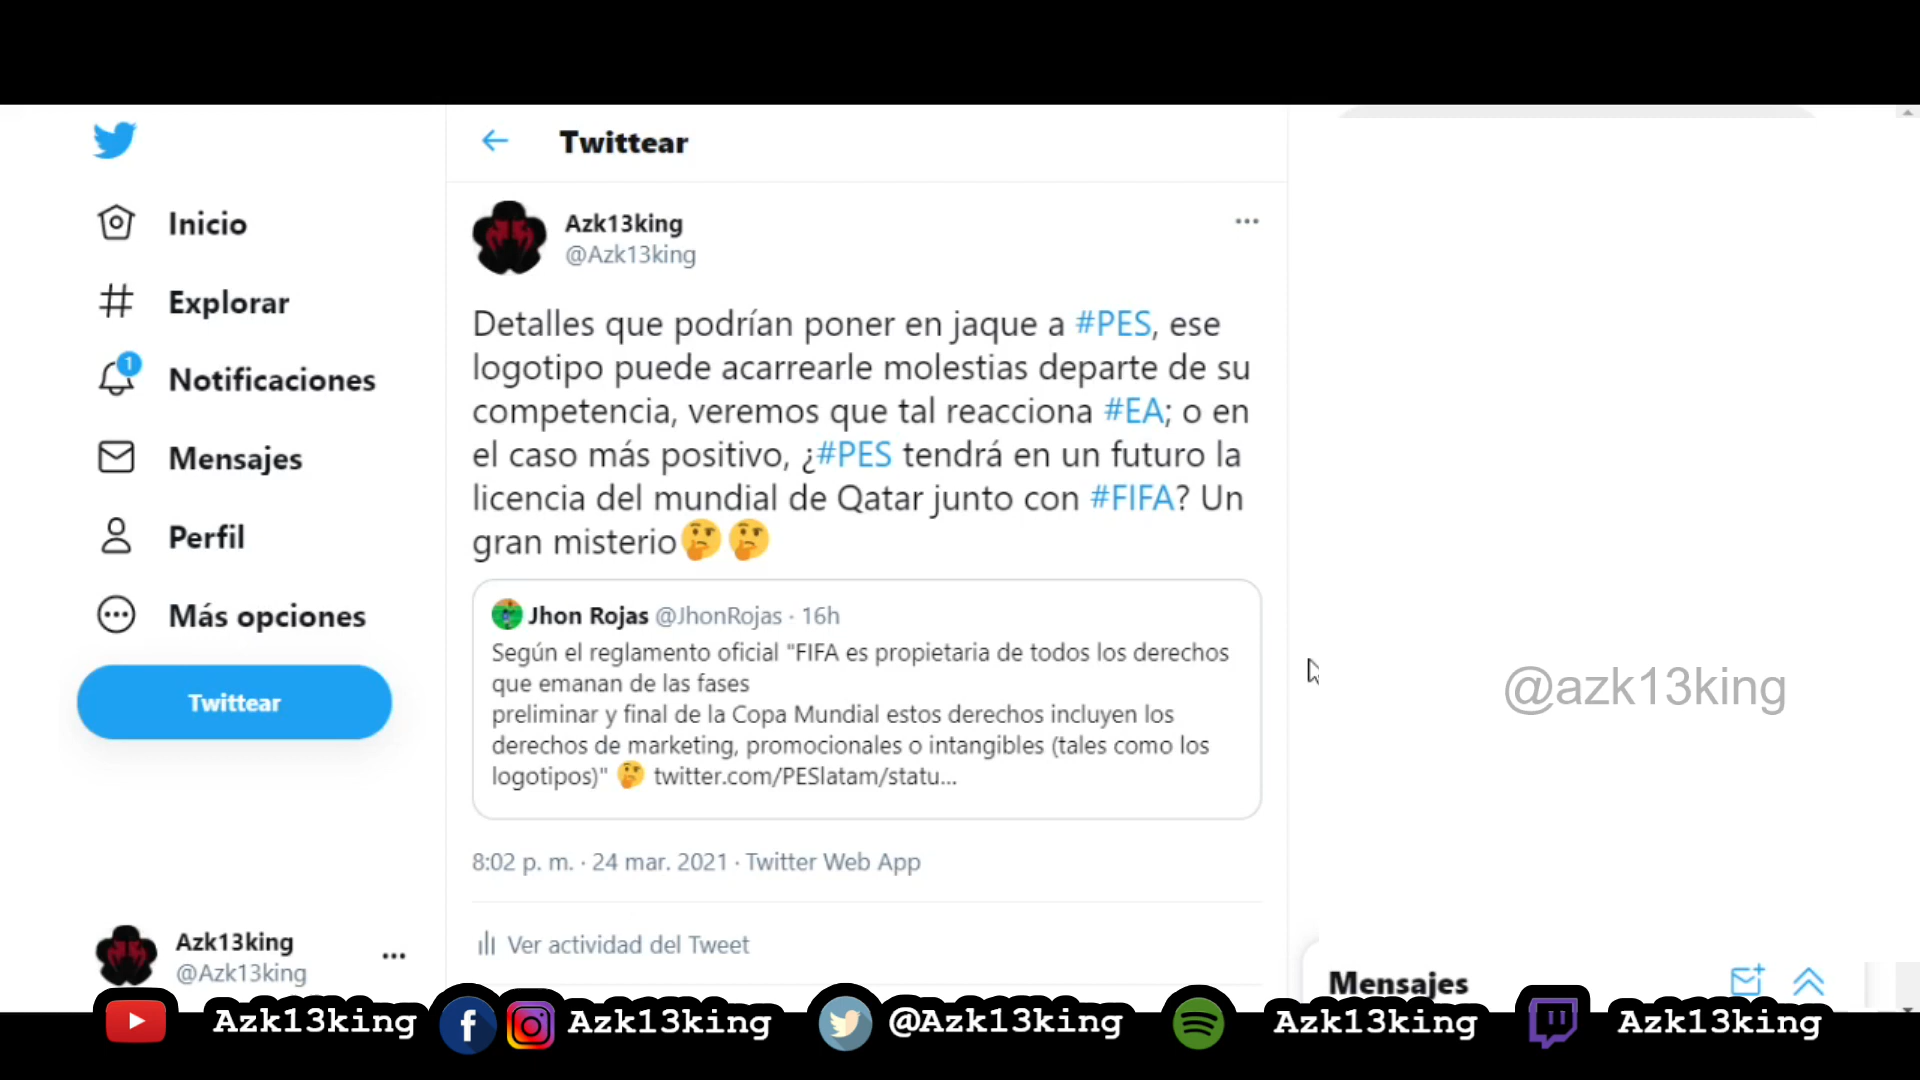 Twittear
Inicio
Explorar
1
Notificaciones
Mensajes
Perfil
Más opciones
Twittear
Azk13king
@Azk13king
Azk13king
@Azk13king
Detalles que podrían poner en jaque a #PES, ese
logotipo puede acarrearle molestias departe de su
competencia, veremos que tal reacciona #EA; o en
el caso más positivo, ¿#PES tendrá en un futuro la
licencia del mundial de Qatar junto con #FIFA? Un
gran misterio🤔🤔
Jhon Rojas @JhonRojas · 16h
Según el reglamento oficial "FIFA es propietaria de todos los derechos
que emanan de las fases
preliminar y final de la Copa Mundial estos derechos incluyen los
derechos de marketing, promocionales o intangibles (tales como los
logotipos)" 🤔 twitter.com/PESlatam/statu...
8:02 p. m. · 24 mar. 2021 · Twitter Web App
Ver actividad del Tweet
@azk13king
Mensajes
Azk13king
Azk13king
@Azk13king
Azk13king
Azk13king